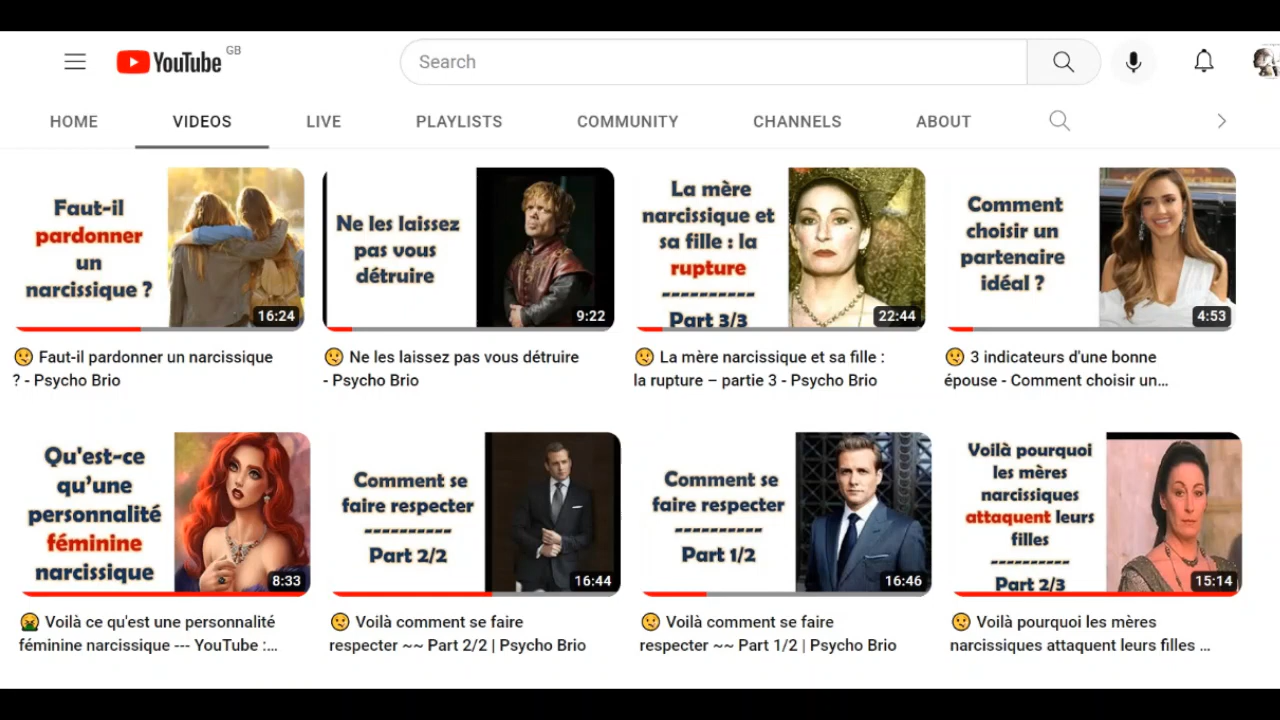 YouTube GB
Search
HOME VIDEOS LIVE PLAYLISTS COMMUNITY CHANNELS ABOUT
Faut-il
pardonner
un
narcissique ?
16:24
Ne les laissez
pas vous
détruire
9:22
La mère
narcissique et
sa fille : la
rupture
----------
Part 3/3
22:44
Comment
choisir un
partenaire
idéal ?
4:53
Faut-il pardonner un narcissique
? - Psycho Brio
Ne les laissez pas vous détruire
- Psycho Brio
La mère narcissique et sa fille :
la rupture – partie 3 - Psycho Brio
3 indicateurs d'une bonne
épouse - Comment choisir un...
Qu'est-ce
qu’une
personnalité
féminine
narcissique
8:33
Comment se
faire respecter
----------
Part 2/2
16:44
Comment se
faire respecter
----------
Part 1/2
16:46
Voilà pourquoi
les mères
narcissiques
attaquent leurs
filles
----------
Part 2/3
15:14
Voilà ce qu'est une personnalité
féminine narcissique --- YouTube :...
Voilà comment se faire
respecter ~~ Part 2/2 | Psycho Brio
Voilà comment se faire
respecter ~~ Part 1/2 | Psycho Brio
Voilà pourquoi les mères
narcissiques attaquent leurs filles ...